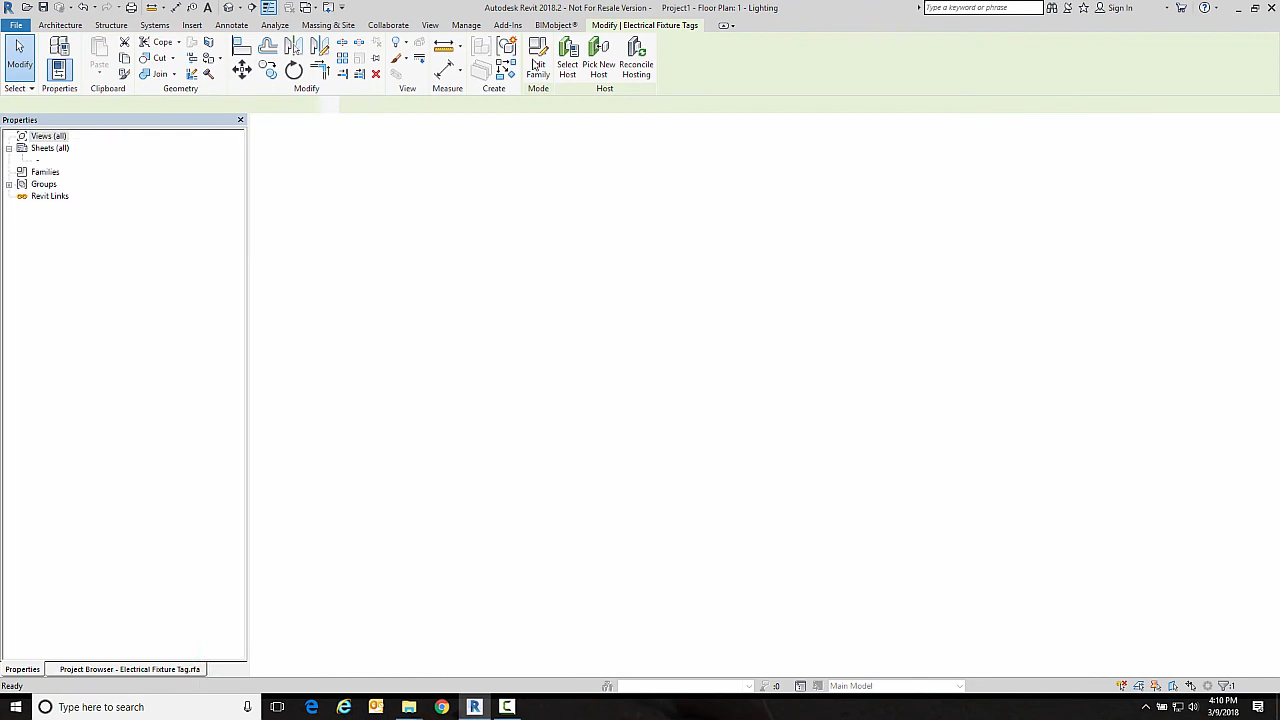 Autodesk Revit 2018.2 - Not For Resale Version - Project1 - Floor Plan: 1 - Lighting
Type a keyword or phrase
Sign In
File Architecture Structure Systems Insert Annotate Analyze Massing & Site Collaborate View Manage Add-Ins BIMobject® Modify | Electrical Fixture Tags
Modify
Paste
Cope
Cut
Join
Edit Family
Select Host
Pick New Host
Reconcile Hosting
Select Properties Clipboard Geometry Modify View Measure Create Mode Host
Properties
Views (all)
Sheets (all)
-
Families
Groups
Revit Links
Properties Project Browser - Electrical Fixture Tag.rfa
Ready
:0
Main Model
:1
Type here to search
4:10 PM
3/9/2018